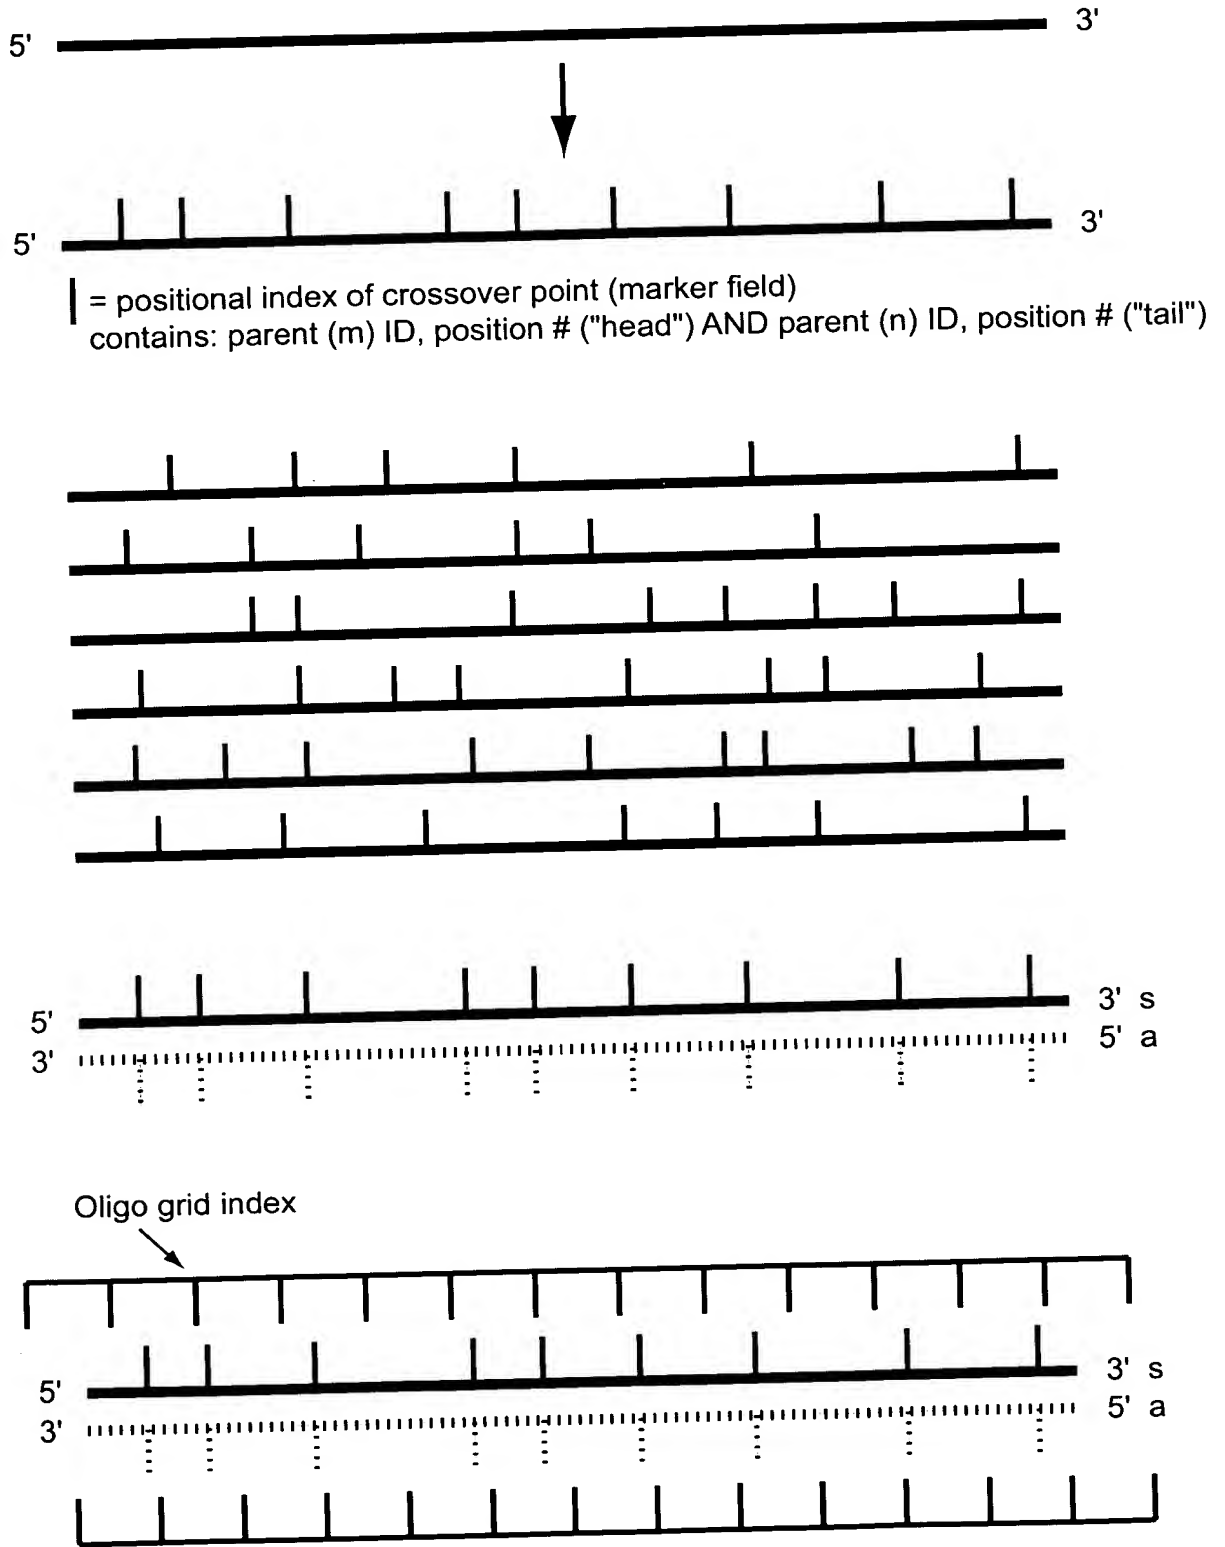 5' 3'
5' 3'
= positional index of crossover point (marker field)
contains: parent (m) ID, position # ("head") AND parent (n) ID, position # ("tail")
5' 3' s
3' 5' a
Oligo grid index
5' 3' s
3' 5' a